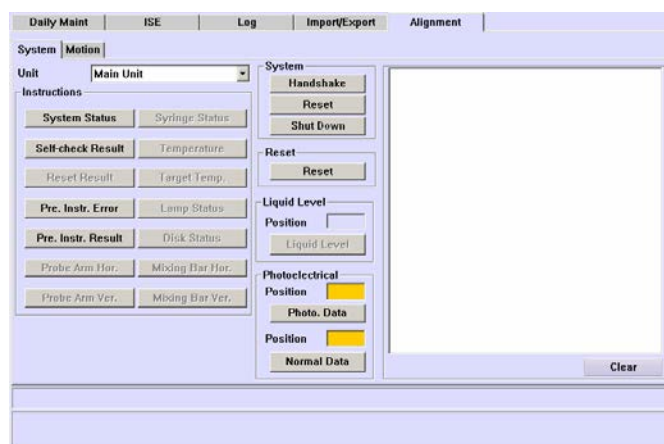 Daily Maint ISE Log Import/Export Alignment
System Motion
Unit Main Unit
Instructions
System Status Syringe Status
Self-check Result Temperature
Reset Result Target Temp.
Pre. Instr. Error Lamp Status
Pre. Instr. Result Disk Status
Probe Arm Hor. Mixing Bar Hor.
Probe Arm Ver. Mixing Bar Ver.
System
Handshake
Reset
Shut Down
Reset
Reset
Liquid Level
Position
Liquid Level
Photoelectrical
Position
Photo. Data
Position
Normal Data
Clear